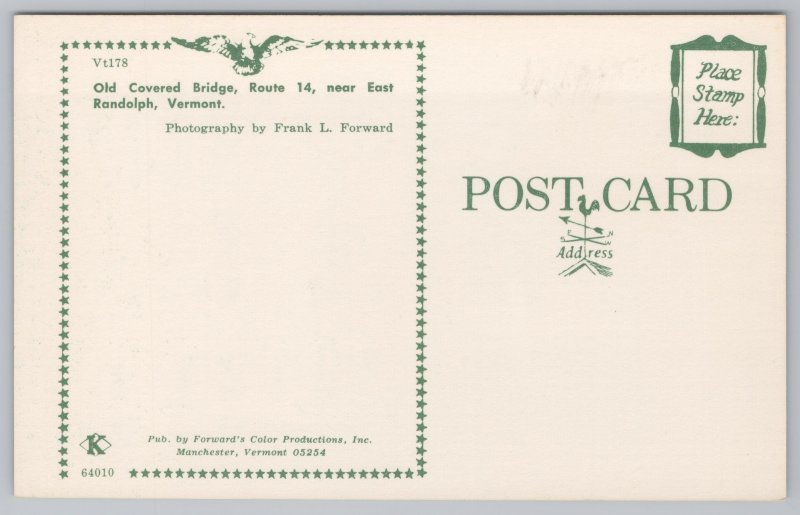 Vt178
Old Covered Bridge, Route 14, near East
Randolph, Vermont.
Photography by Frank L. Forward
Place
Stamp
Here:
POST CARD
E N
S W
Address
K
Pub. by Forward's Color Productions, Inc.
Manchester, Vermont 05254
64010